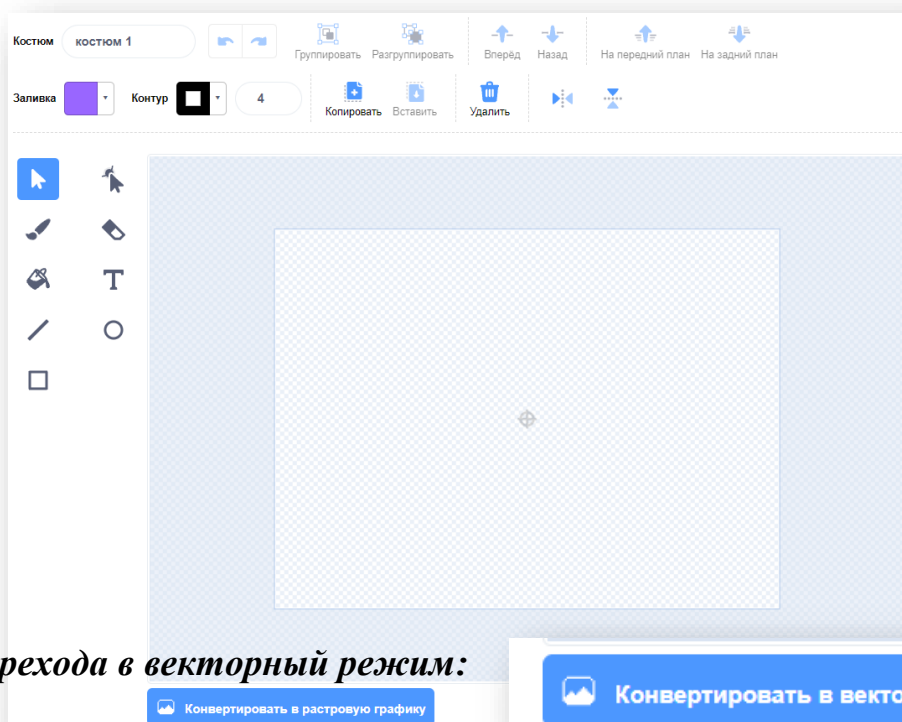 Костюм костюм 1
Группировать Разгруппировать Вперёд Назад На передний план На задний план
Заливка Контур 4
Копировать Вставить Удалить
T
рехода в векторный режим:
Конвертировать в растровую графику
Конвертировать в векто